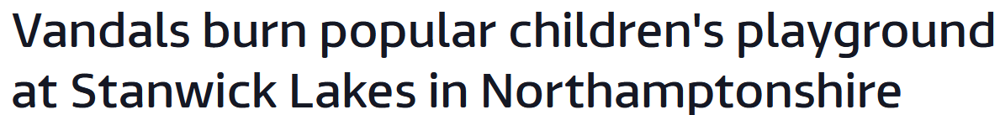 Vandals burn popular children's playground
at Stanwick Lakes in Northamptonshire